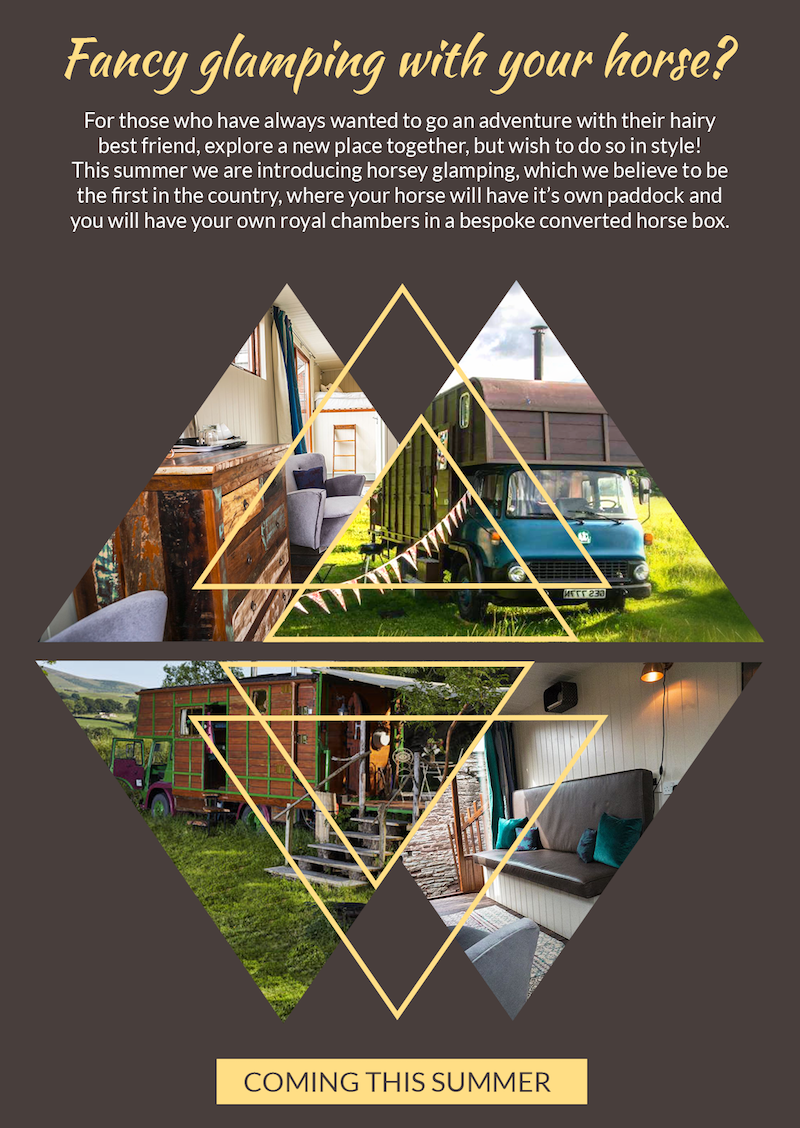 Fancy glamping with your horse?
For those who have always wanted to go an adventure with their hairy
best friend, explore a new place together, but wish to do so in style!
This summer we are introducing horsey glamping, which we believe to be
the first in the country, where your horse will have it’s own paddock and
you will have your own royal chambers in a bespoke converted horse box.
COMING THIS SUMMER